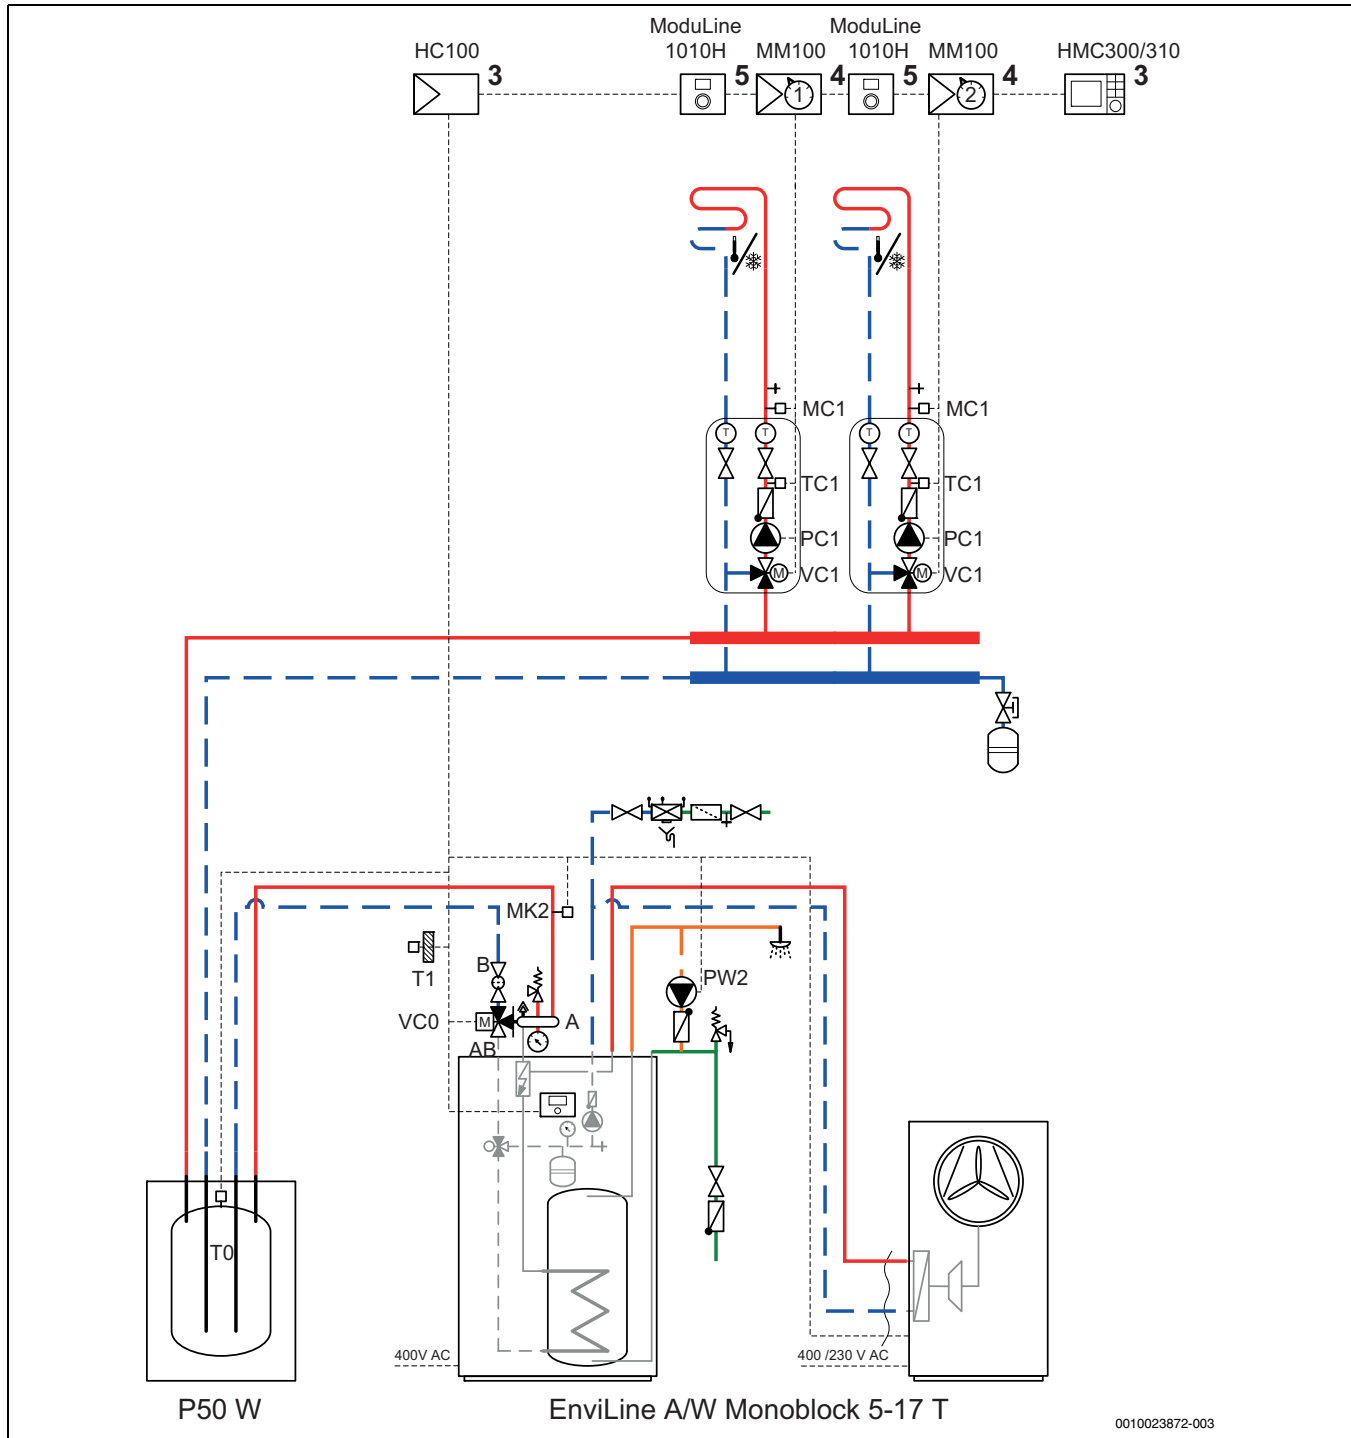 ModuLine
1010H
ModuLine
1010H
HC100
MM100
MM100
HMC300/310
3
5
4
5
4
3
1
2
MC1
MC1
T
T
T
T
TC1
TC1
PC1
PC1
M
VC1
M
VC1
MK2
T1
B
PW2
VC0
M
A
AB
T0
400V AC
400 /230 V AC
P50 W
EnviLine A/W Monoblock 5-17 T
0010023872-003